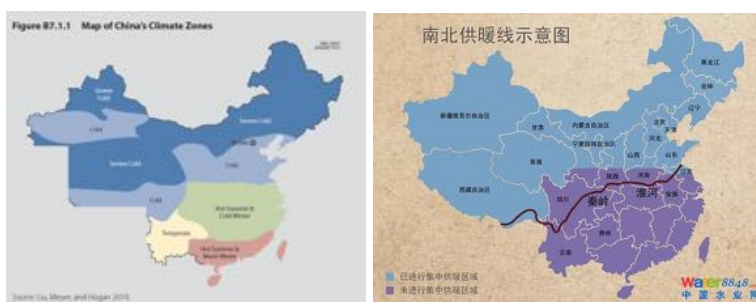 Figure B7.1.1 Map of China's Climate Zones
Severe
Cold
Cold
Severe Cold
Severe Cold
Cold
Cold
Hot Summer &
Cold Winter
Temperate
Hot Summer &
Warm Winter
Source: Liu, Meyer, and Hogan 2010
南北供暖线示意图
黑龙江
吉林
辽宁
新疆维吾尔自治区
甘肃
内蒙古自治区
北京
天津
河北
宁夏回族自治区
山西
山东
青海
西藏自治区
陕西
河南
江苏
四川
秦岭
淮河
安徽
贵州
云南
已进行集中供暖区域
未进行集中供暖区域
Water8848
中国水业网